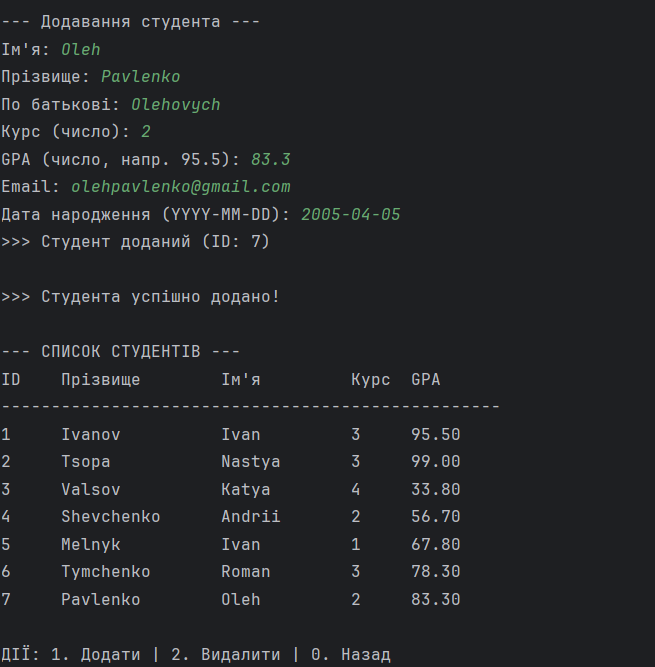 --- Додавання студента ---
Ім'я: Oleh
Прізвище: Pavlenko
По батькові: Olehovych
Курс (число): 2
GPA (число, напр. 95.5): 83.3
Email: olehpavlenko@gmail.com
Дата народження (YYYY-MM-DD): 2005-04-05
>>> Студент доданий (ID: 7)
>>> Студента успішно додано!
--- СПИСОК СТУДЕНТІВ ---
ID Прізвище Ім'я Курс GPA
--------------------------------------------------
1 Ivanov Ivan 3 95.50
2 Tsopa Nastya 3 99.00
3 Valsov Katya 4 33.80
4 Shevchenko Andrii 2 56.70
5 Melnyk Ivan 1 67.80
6 Tymchenko Roman 3 78.30
7 Pavlenko Oleh 2 83.30
ДІЇ: 1. Додати | 2. Видалити | 0. Назад